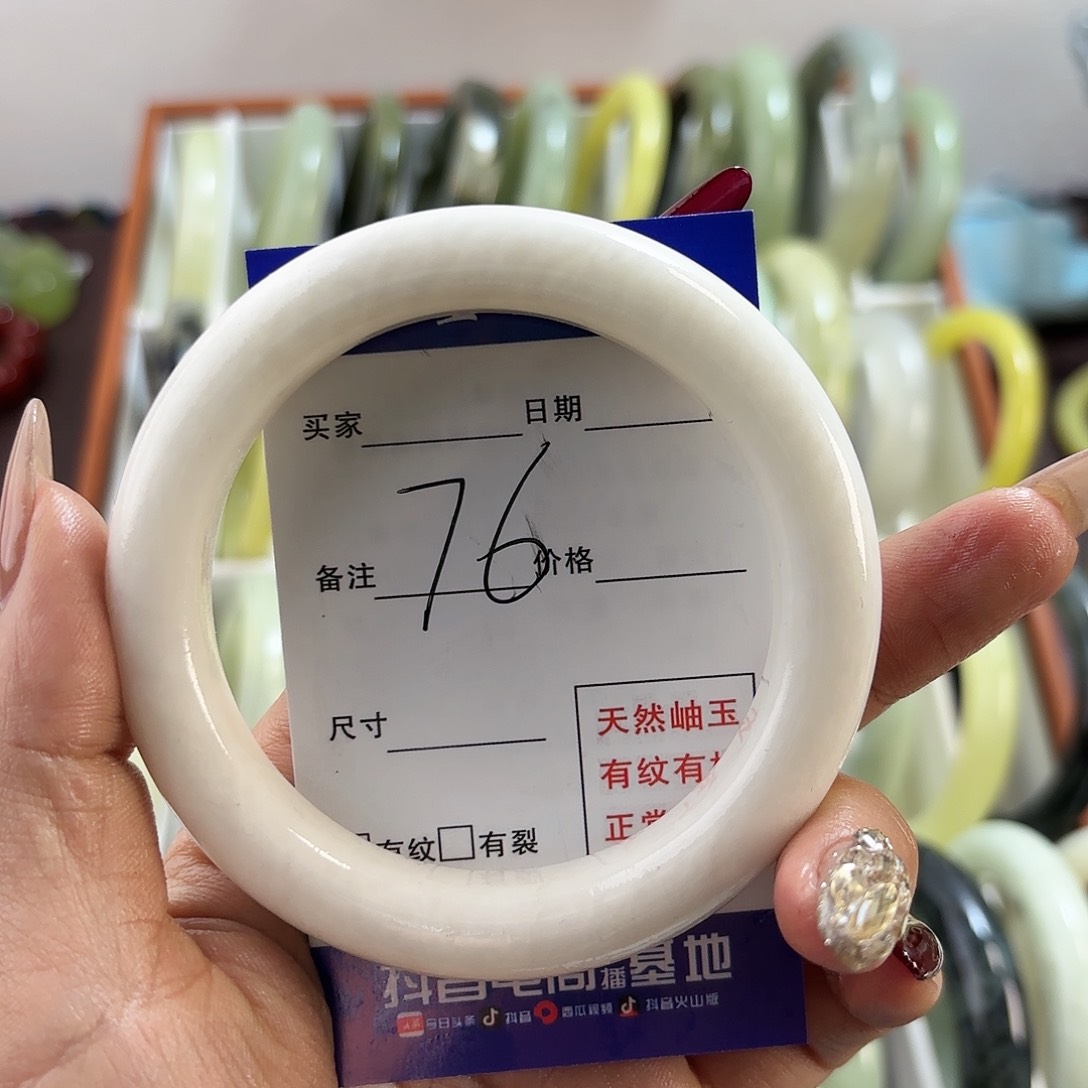 买家 日期
76
备注 价格
尺寸
天然岫玉
有纹有
正常
有纹 有裂
抖音电商直播基地
今日头条 抖音 西瓜视频 抖音火山版